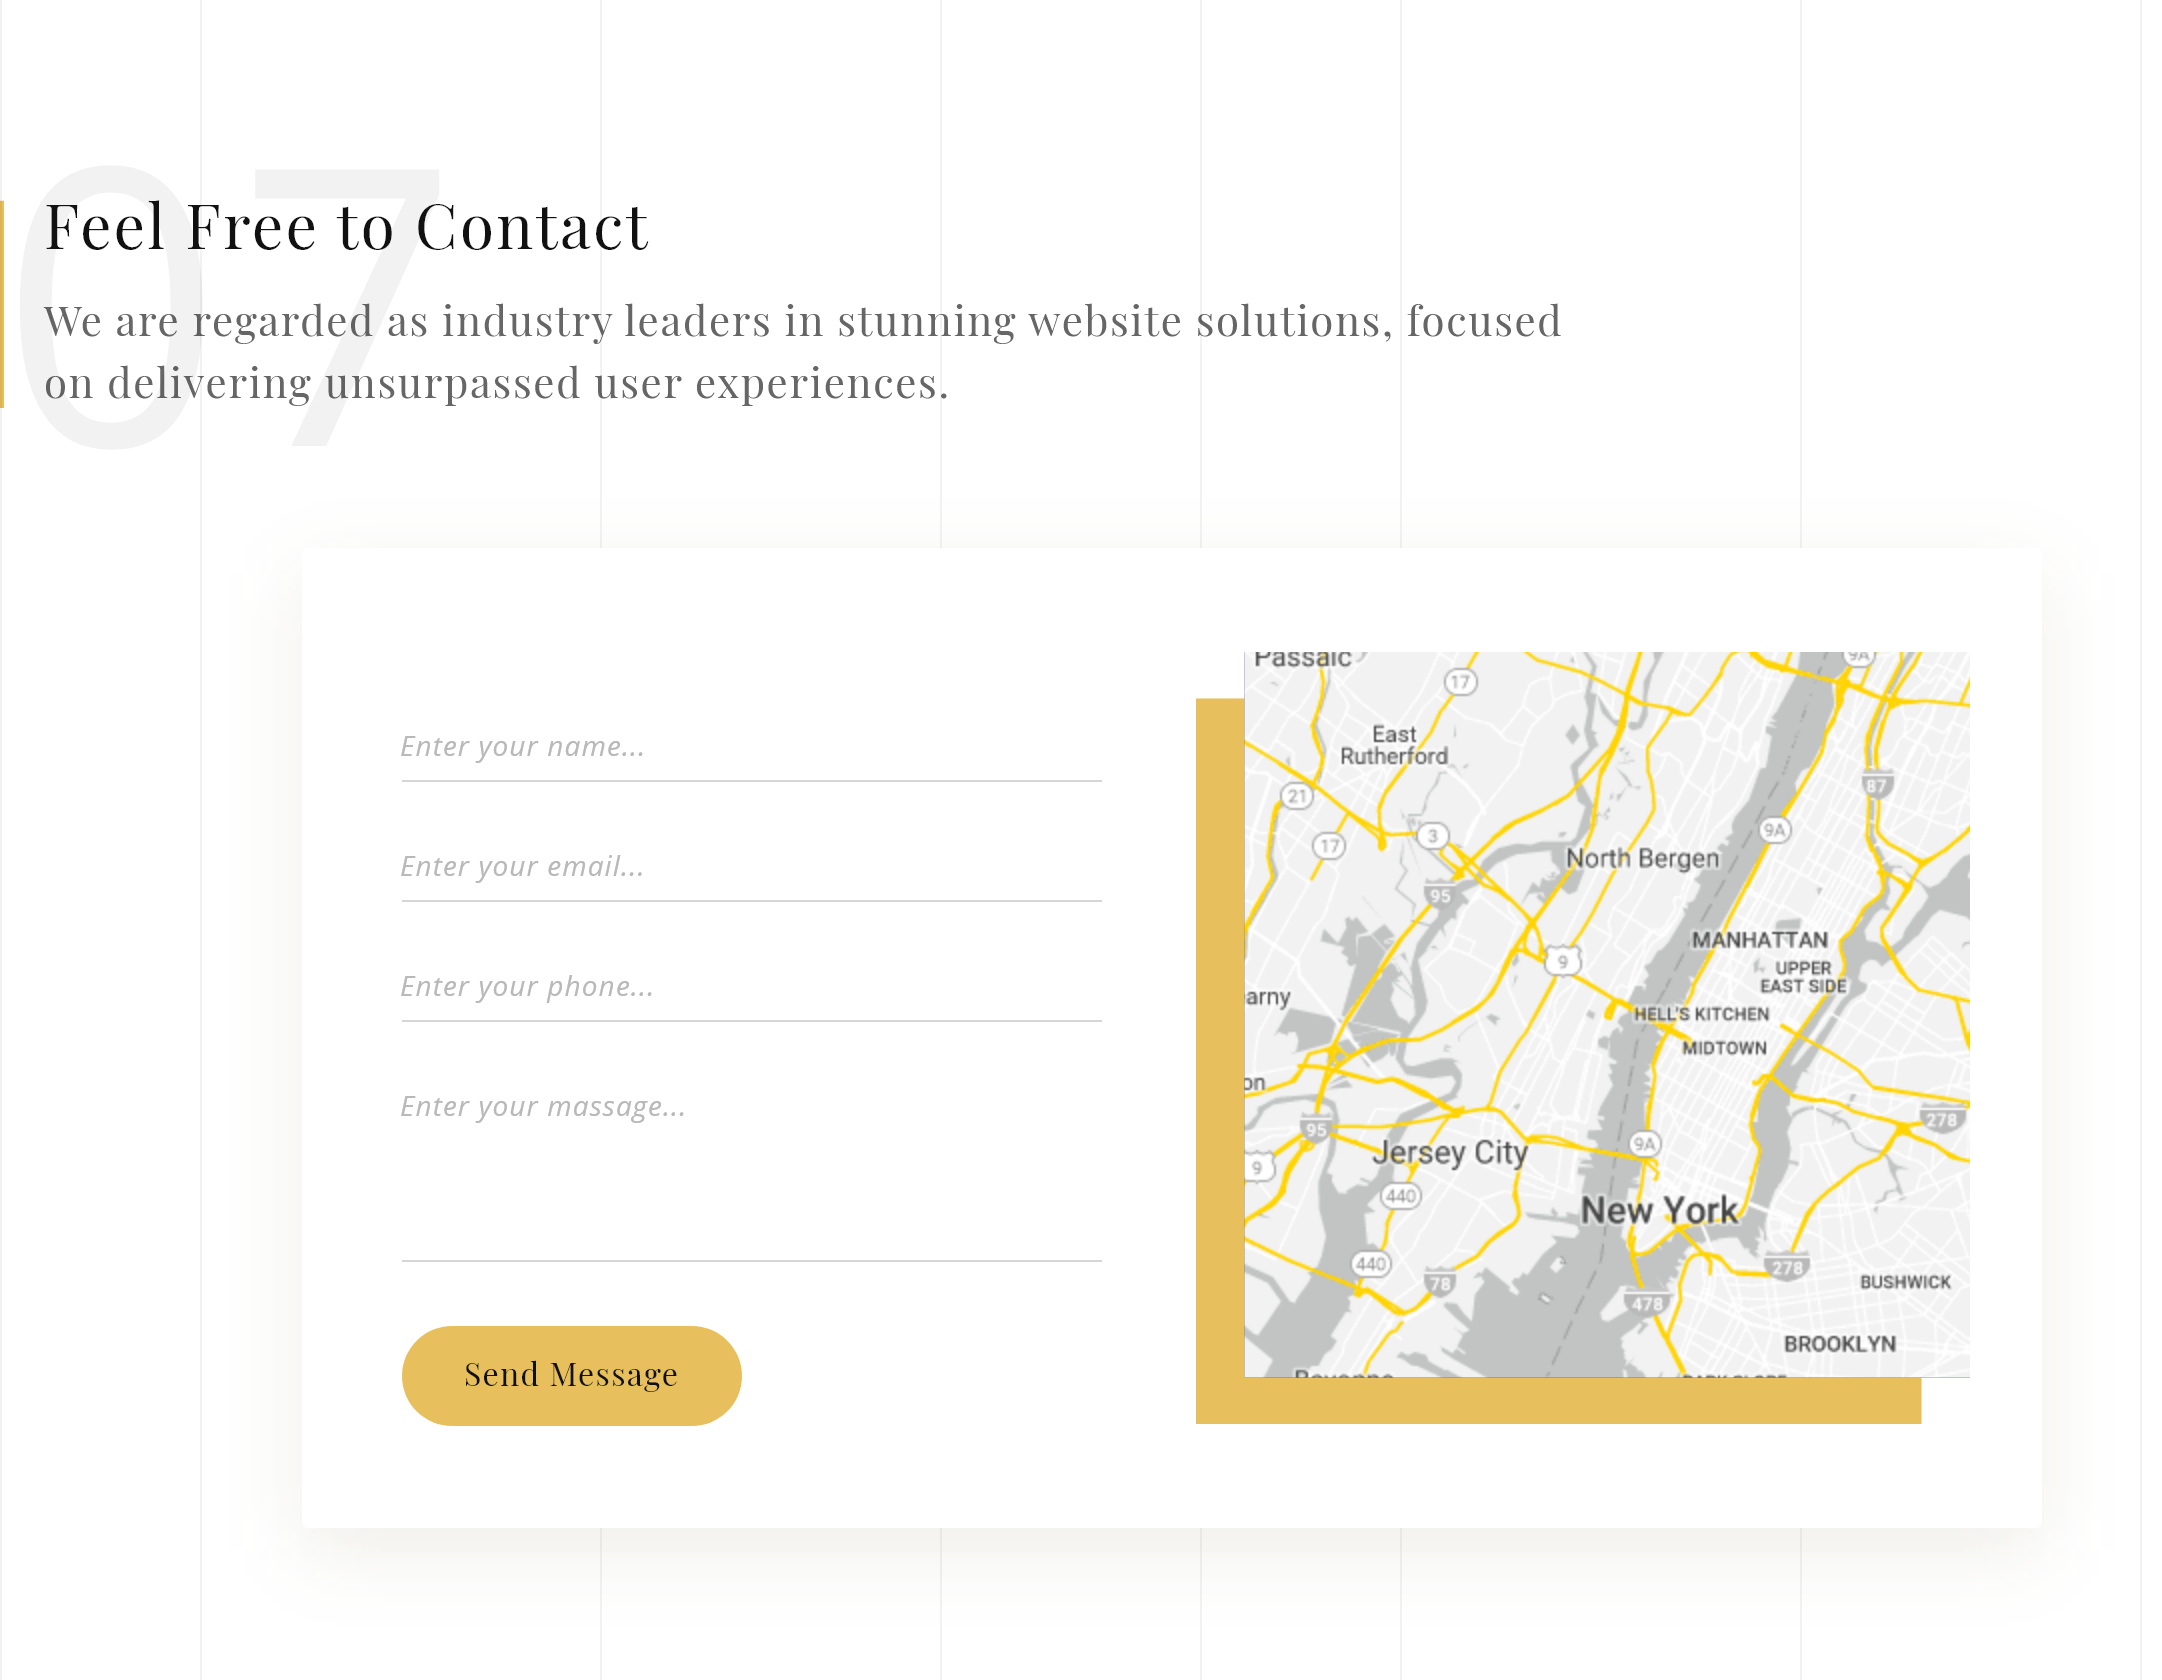 07
Feel Free to Contact
We are regarded as industry leaders in stunning website solutions, focused
on delivering unsurpassed user experiences.
Enter your name...
Enter your email...
Enter your phone...
Enter your massage...
Send Message
Passaic
9A
17
East
Rutherford
21
87
17
3
9A
North Bergen
95
MANHATTAN
9
UPPER
EAST SIDE
arny
HELL'S KITCHEN
MIDTOWN
on
278
95
9A
Jersey City
9
440
New York
440
278
78
BUSHWICK
478
BROOKLYN